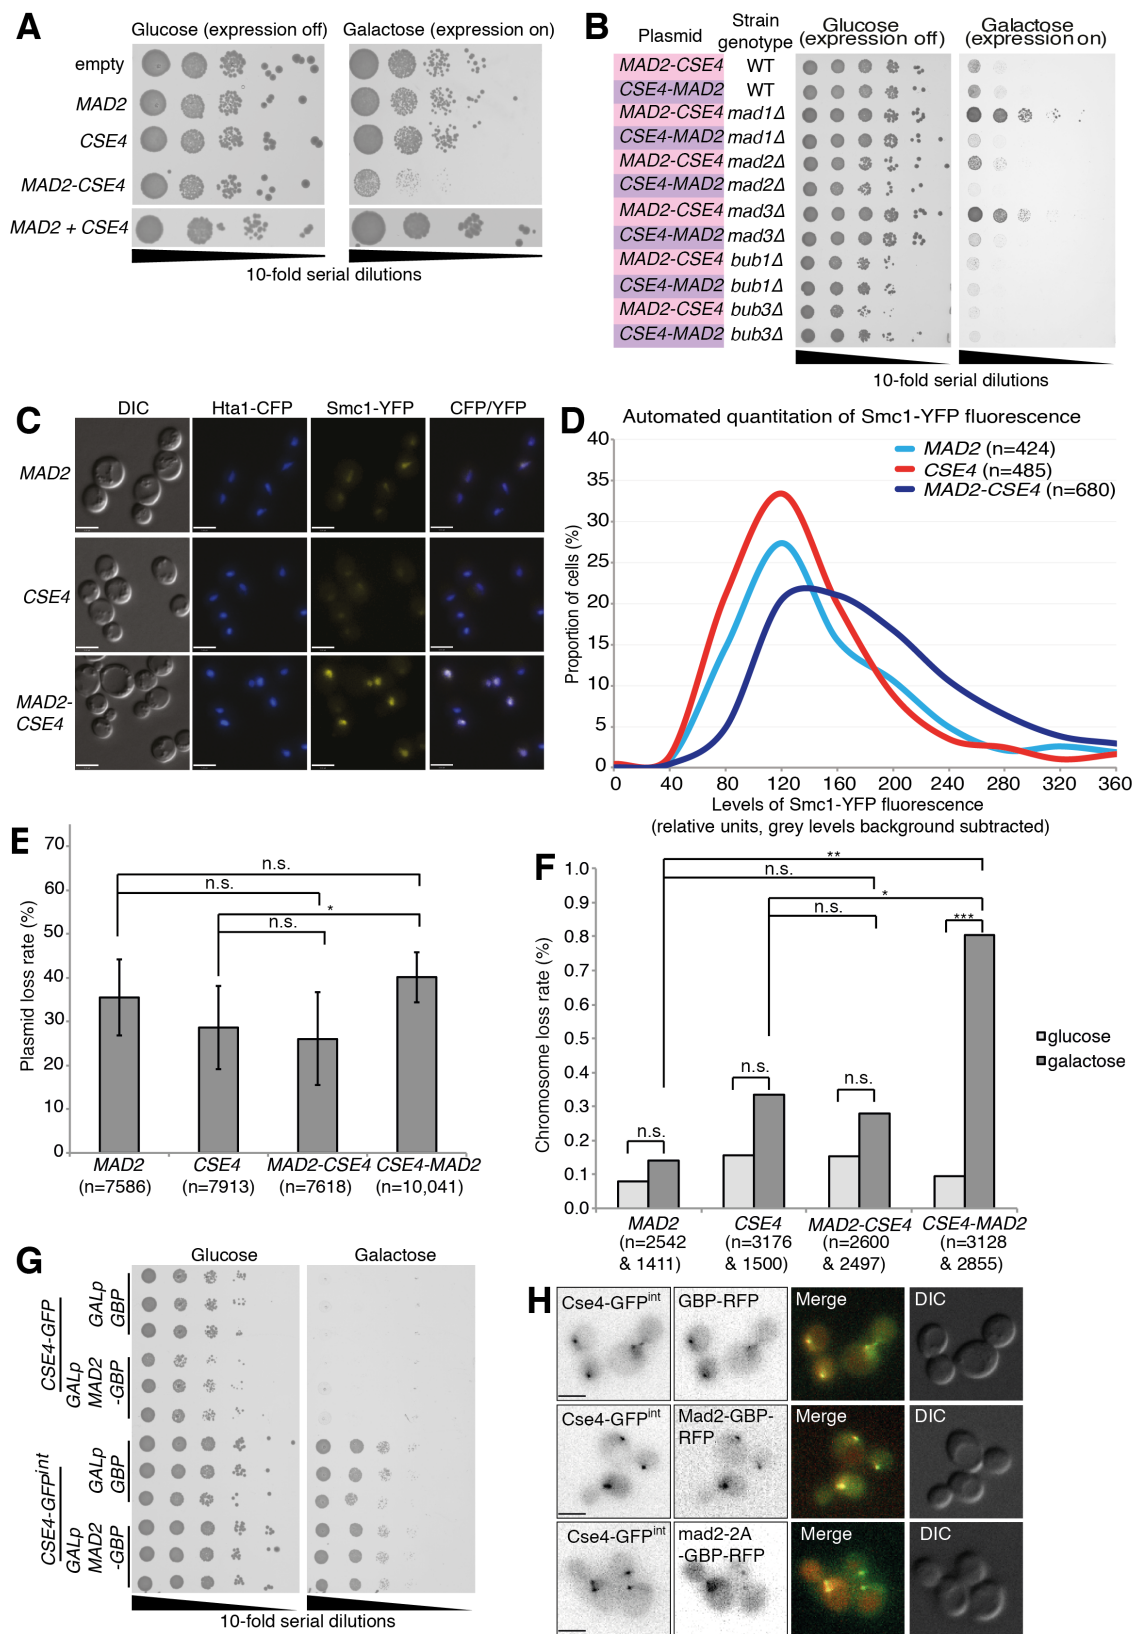 A
Glucose (expression off) Galactose (expression on)
empty
MAD2
CSE4
MAD2-CSE4
MAD2 + CSE4
10-fold serial dilutions
B
Plasmid
Strain
genotype
Glucose
(expression off)
Galactose
(expression on)
MAD2-CSE4 WT
CSE4-MAD2 WT
MAD2-CSE4 mad1Δ
CSE4-MAD2 mad1Δ
MAD2-CSE4 mad2Δ
CSE4-MAD2 mad2Δ
MAD2-CSE4 mad3Δ
CSE4-MAD2 mad3Δ
MAD2-CSE4 bub1Δ
CSE4-MAD2 bub1Δ
MAD2-CSE4 bub3Δ
CSE4-MAD2 bub3Δ
10-fold serial dilutions
C
DIC Hta1-CFP Smc1-YFP CFP/YFP
MAD2
CSE4
MAD2-
CSE4
D
Automated quantitation of Smc1-YFP fluorescence
MAD2 (n=424)
CSE4 (n=485)
MAD2-CSE4 (n=680)
Proportion of cells (%)
40
35
30
25
20
15
10
5
0
0 40 80 120 160 200 240 280 320 360
Levels of Smc1-YFP fluorescence
(relative units, grey levels background subtracted)
E
Plasmid loss rate (%)
70
60
50
40
30
20
10
0
n.s.
n.s.
*
n.s.
MAD2 CSE4 MAD2-CSE4 CSE4-MAD2
(n=7586) (n=7913) (n=7618) (n=10,041)
F
Chromosome loss rate (%)
1.0
0.9
0.8
0.7
0.6
0.5
0.4
0.3
0.2
0.1
0.0
**
n.s.
*
n.s.
***
n.s.
n.s.
n.s.
glucose
galactose
MAD2 CSE4 MAD2-CSE4 CSE4-MAD2
(n=2542 (n=3176 (n=2600 (n=3128
& 1411) & 1500) & 2497) & 2855)
G
Glucose Galactose
CSE4-GFP
GALp
GBP
GALp
MAD2
-GBP
CSE4-GFPint
GALp
GBP
GALp
MAD2
-GBP
10-fold serial dilutions
H
Cse4-GFPint GBP-RFP Merge DIC
Cse4-GFPint Mad2-GBP-
RFP
Merge DIC
Cse4-GFPint mad2-2A
-GBP-RFP
Merge DIC